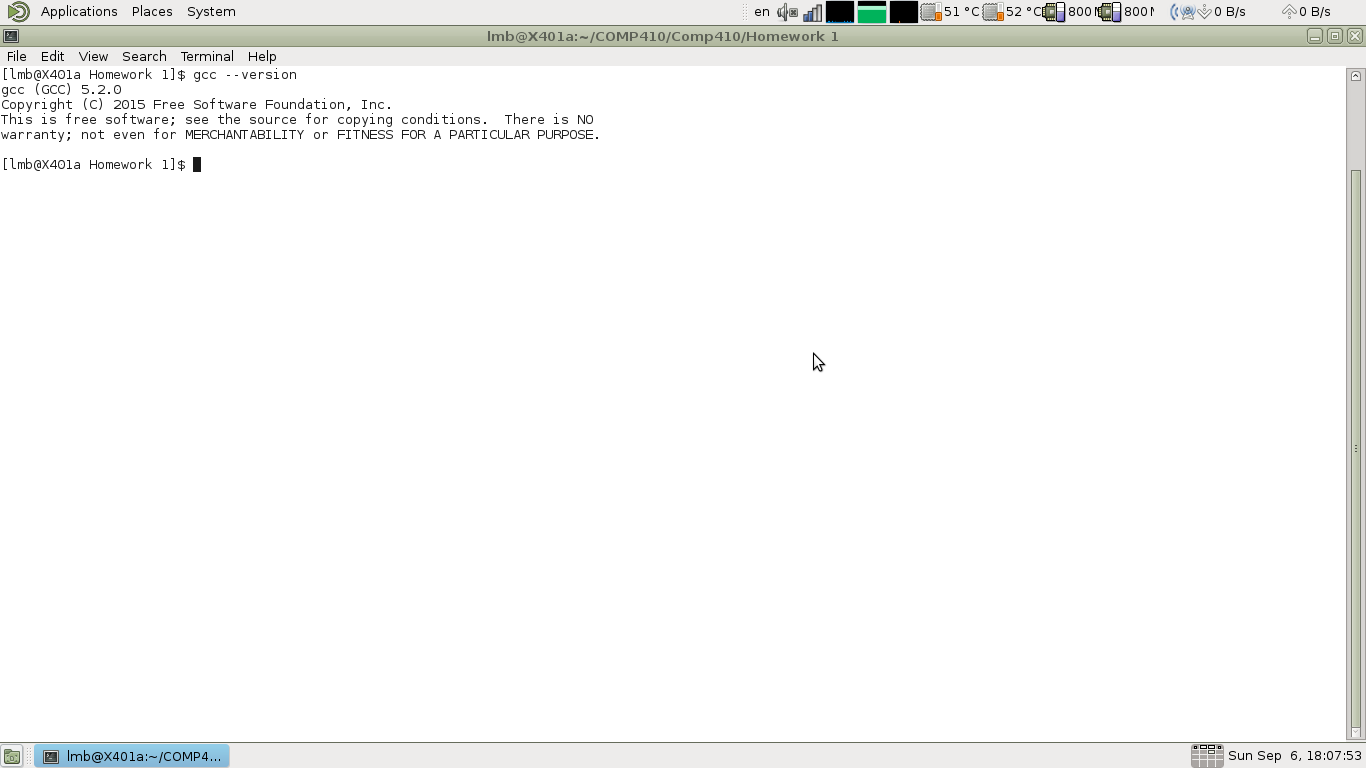 Applications Places System en 51 °C 52 °C 800 800 0 B/s 0 B/s
lmb@X401a:~/COMP410/Comp410/Homework 1
File Edit View Search Terminal Help
[lmb@X401a Homework 1]$ gcc --version
gcc (GCC) 5.2.0
Copyright (C) 2015 Free Software Foundation, Inc.
This is free software; see the source for copying conditions.  There is NO
warranty; not even for MERCHANTABILITY or FITNESS FOR A PARTICULAR PURPOSE.
[lmb@X401a Homework 1]$
lmb@X401a:~/COMP4... Sun Sep  6, 18:07:53